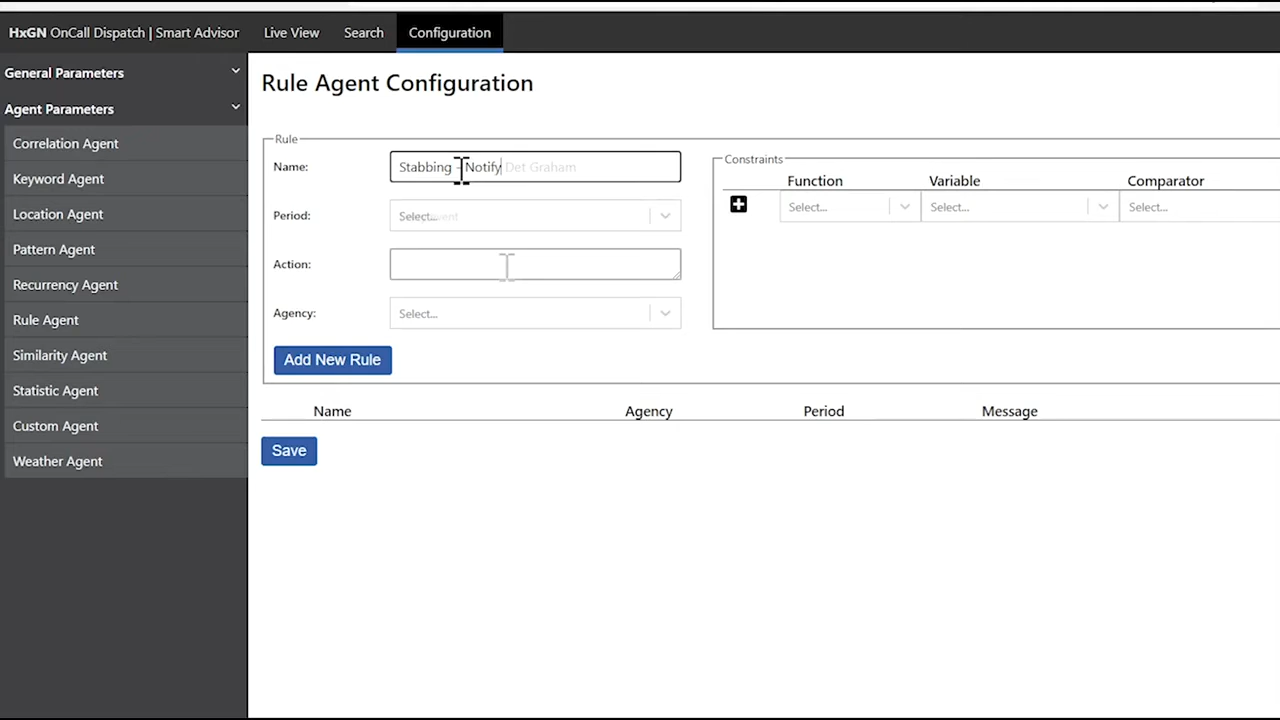 HxGN OnCall Dispatch | Smart Advisor
Live View
Search
Configuration
General Parameters
Agent Parameters
Correlation Agent
Keyword Agent
Location Agent
Pattern Agent
Recurrency Agent
Rule Agent
Similarity Agent
Statistic Agent
Custom Agent
Weather Agent
Rule Agent Configuration
Rule
Name:
Stabbing - Notify Det Graham
Period:
Select...
Action:
Agency:
Select...
Add New Rule
Constraints
Function
Variable
Comparator
Select...
Select...
Select...
Name
Agency
Period
Message
Save